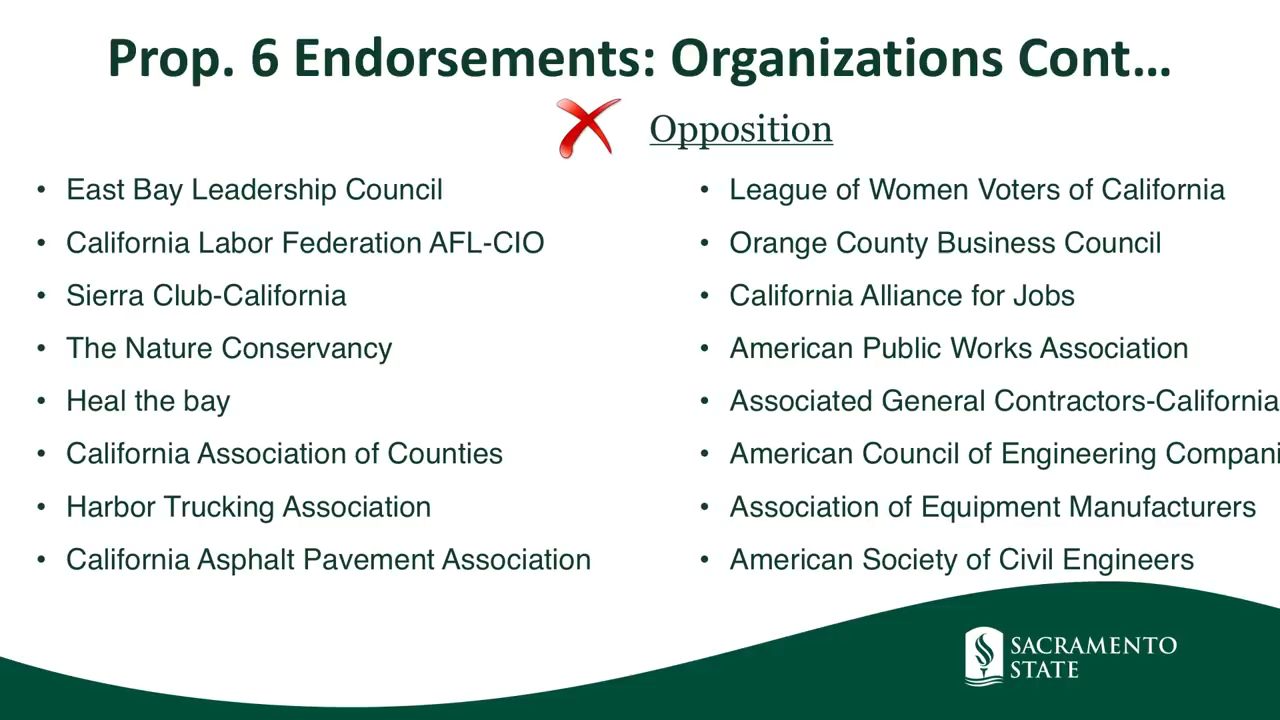 Prop. 6 Endorsements: Organizations Cont...
Opposition
• East Bay Leadership Council
• California Labor Federation AFL-CIO
• Sierra Club-California
• The Nature Conservancy
• Heal the bay
• California Association of Counties
• Harbor Trucking Association
• California Asphalt Pavement Association
• League of Women Voters of California
• Orange County Business Council
• California Alliance for Jobs
• American Public Works Association
• Associated General Contractors-California
• American Council of Engineering Compani
• Association of Equipment Manufacturers
• American Society of Civil Engineers
SACRAMENTO
STATE